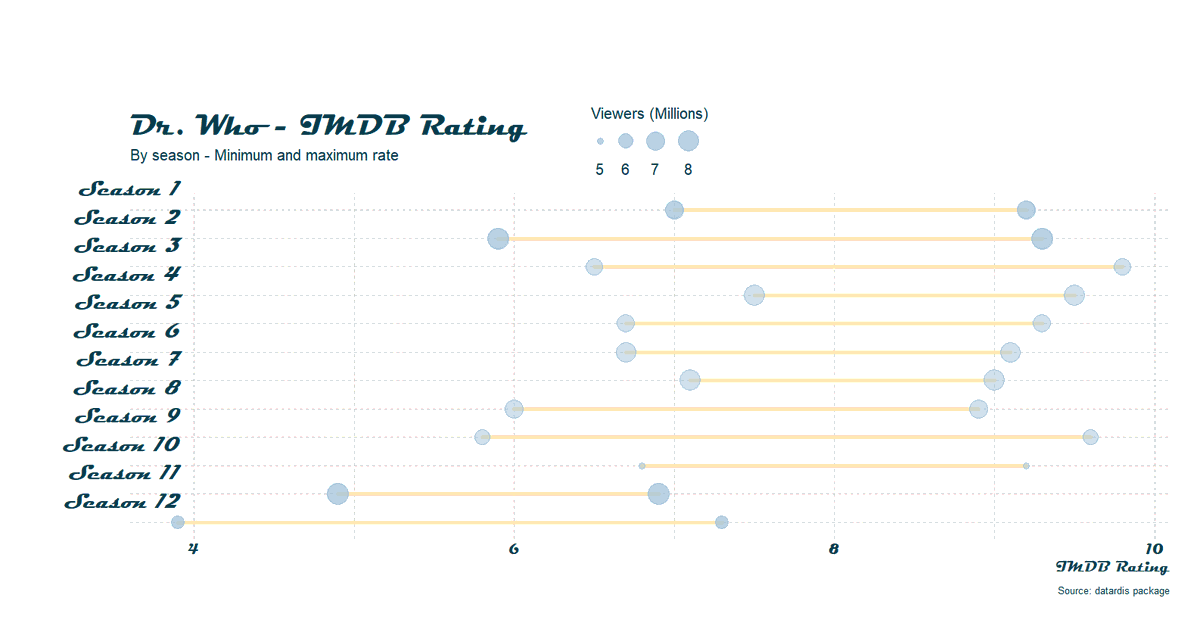 Dr. Who - IMDB Rating
By season - Minimum and maximum rate
Viewers (Millions)
5 6 7 8
Season 1
Season 2
Season 3
Season 4
Season 5
Season 6
Season 7
Season 8
Season 9
Season 10
Season 11
Season 12
4 6 8 10
IMDB Rating
Source: datardis package